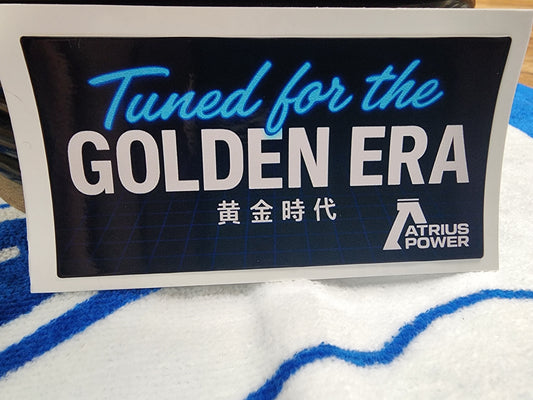 Tuned for the
GOLDEN ERA
黄金時代
ATRIUS
POWER